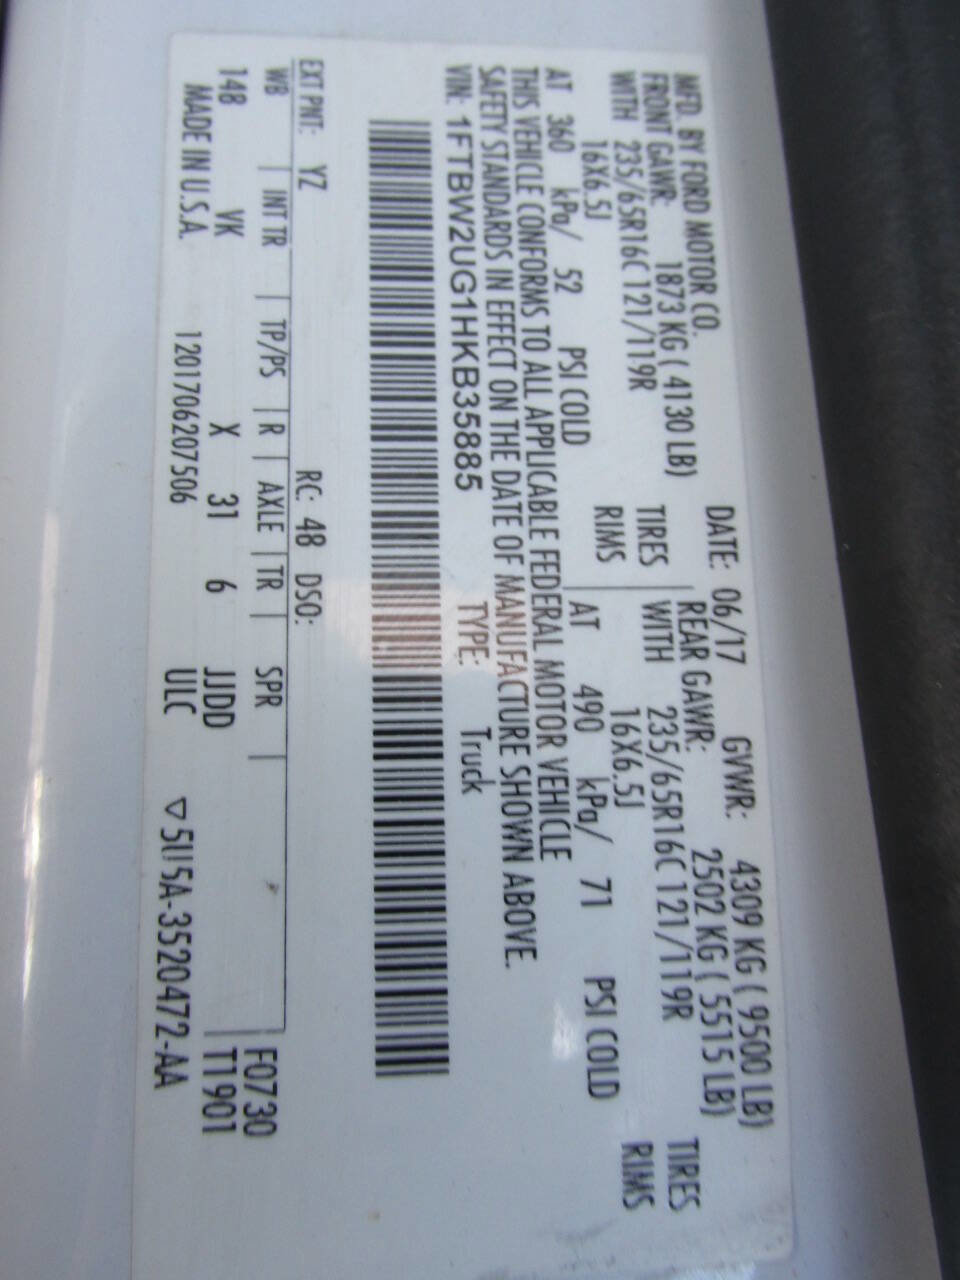 MFD. BY FORD MOTOR CO. DATE: 06/17 GVWR: 4309 KG ( 9500 LB)
FRONT GAWR: 1873 KG ( 4130 LB) REAR GAWR: 2502 KG ( 5515 LB)
WITH 235/65R16C 121/119R TIRES WITH 235/65R16C 121/119R TIRES
16X6.5J RIMS 16X6.5J RIMS
AT 360 kPa/ 52 PSI COLD AT 490 kPa/ 71 PSI COLD
THIS VEHICLE CONFORMS TO ALL APPLICABLE FEDERAL MOTOR VEHICLE
SAFETY STANDARDS IN EFFECT ON THE DATE OF MANUFACTURE SHOWN ABOVE.
VIN: 1FTBW2UG1HKB35885 TYPE: Truck
EXT PNT: YZ RC: 48 DSO:
WB INT TR TP/PS R AXLE TR SPR F0730
148 VK X 31 6 JJDD T1901
MADE IN U.S.A. 1201706207506 ULC ▽5U5A-3520472-AA